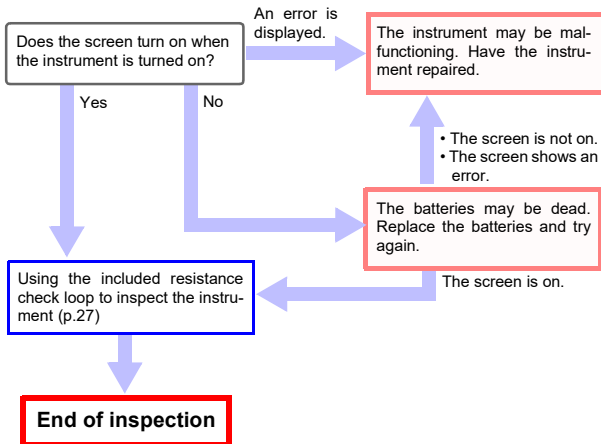 An error is
displayed.
Does the screen turn on when
the instrument is turned on?
The instrument may be mal-
functioning. Have the instru-
ment repaired.
Yes
No
• The screen is not on.
• The screen shows an
error.
The batteries may be dead.
Replace the batteries and try
again.
The screen is on.
Using the included resistance
check loop to inspect the instru-
ment (p.27)
End of inspection